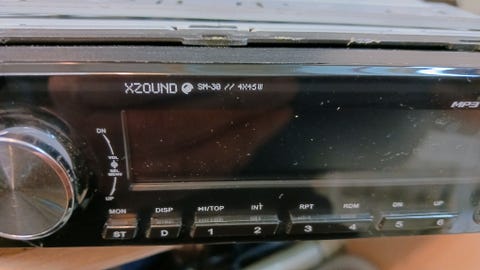 XZOUND SM-30 // 4X45W
MP3
DN
VOL
SEL
MENU
UP
MON DISP M/TOP INT RPT RDM DN UP
ST D 1 2 3 4 5 6